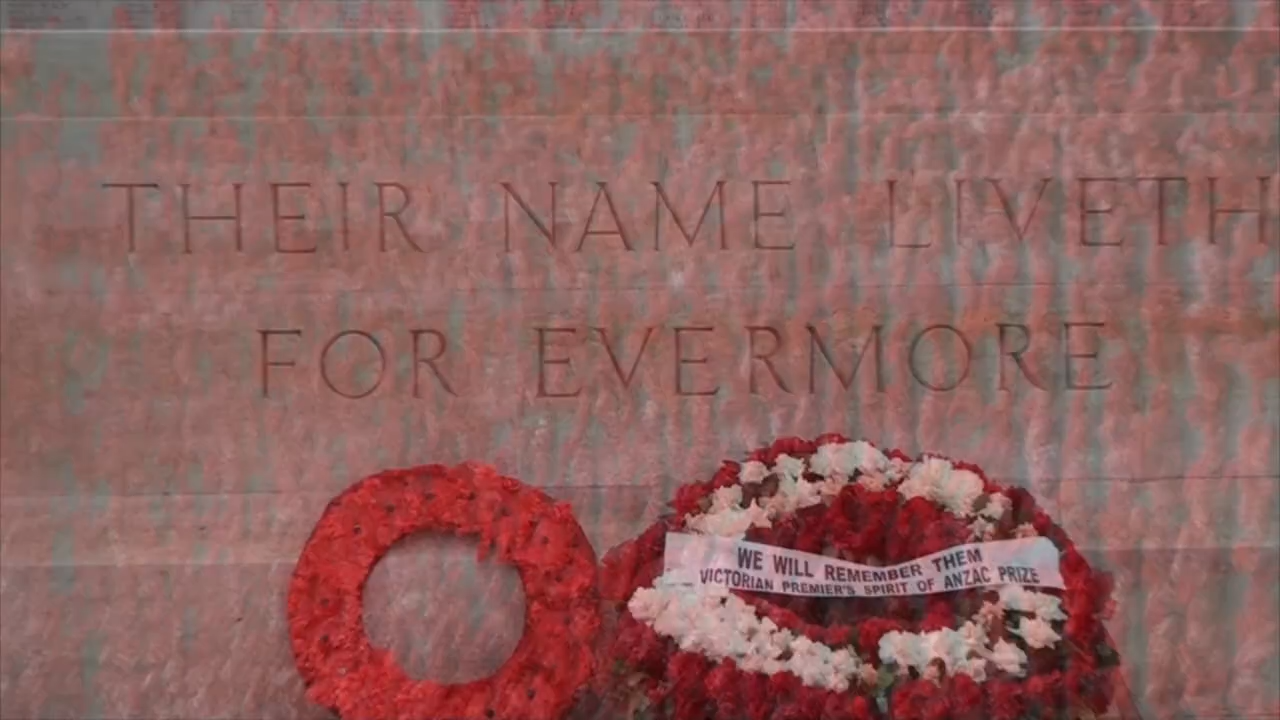 THEIR NAME LIVETH
FOR EVERMORE
WE WILL REMEMBER THEM
VICTORIAN PREMIER'S SPIRIT OF ANZAC PRIZE